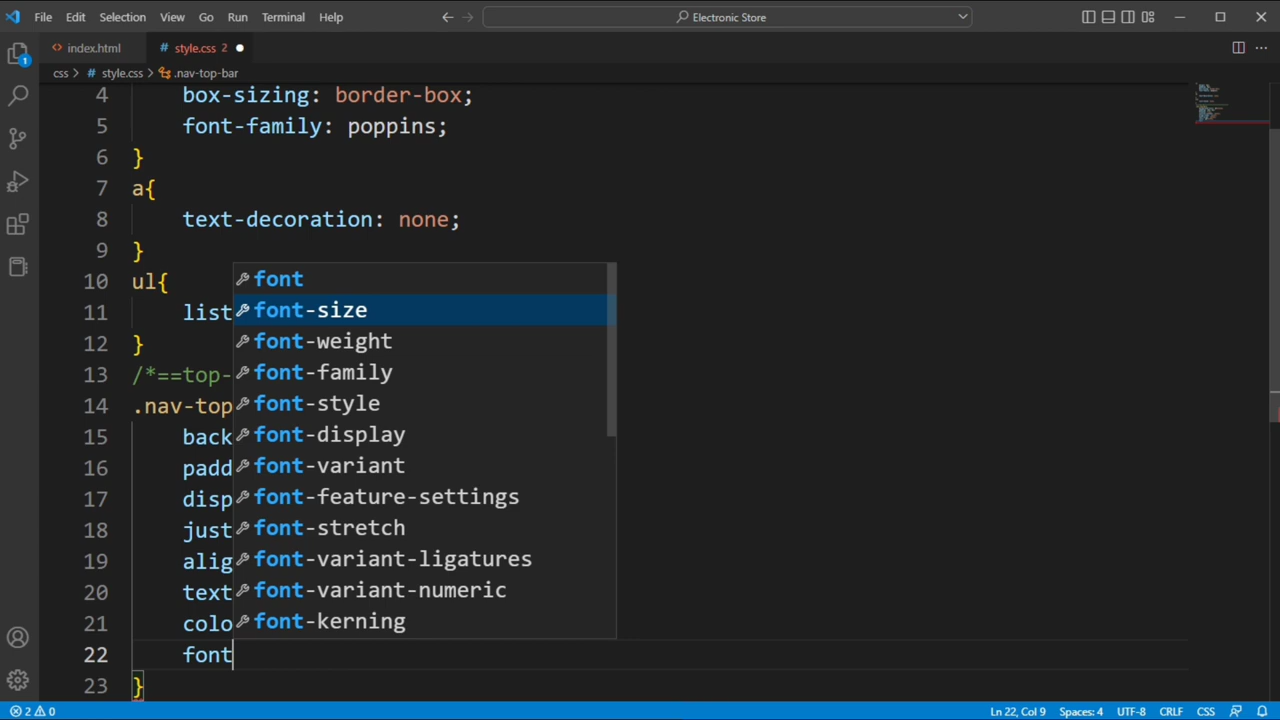 File Edit Selection View Go Run Terminal Help
Electronic Store
index.html
# style.css 2
css > # style.css > .nav-top-bar
4 box-sizing: border-box;
5 font-family: poppins;
6 }
7 a{
8 text-decoration: none;
9 }
10 ul{
11 list
12 }
13 /*==top-
14 .nav-top
15 back
16 padd
17 disp
18 just
19 alig
20 text
21 colo
22 font
23 }
font
font-size
font-weight
font-family
font-style
font-display
font-variant
font-feature-settings
font-stretch
font-variant-ligatures
font-variant-numeric
font-kerning
1
2 0
Ln 22, Col 9 Spaces: 4 UTF-8 CRLF CSS